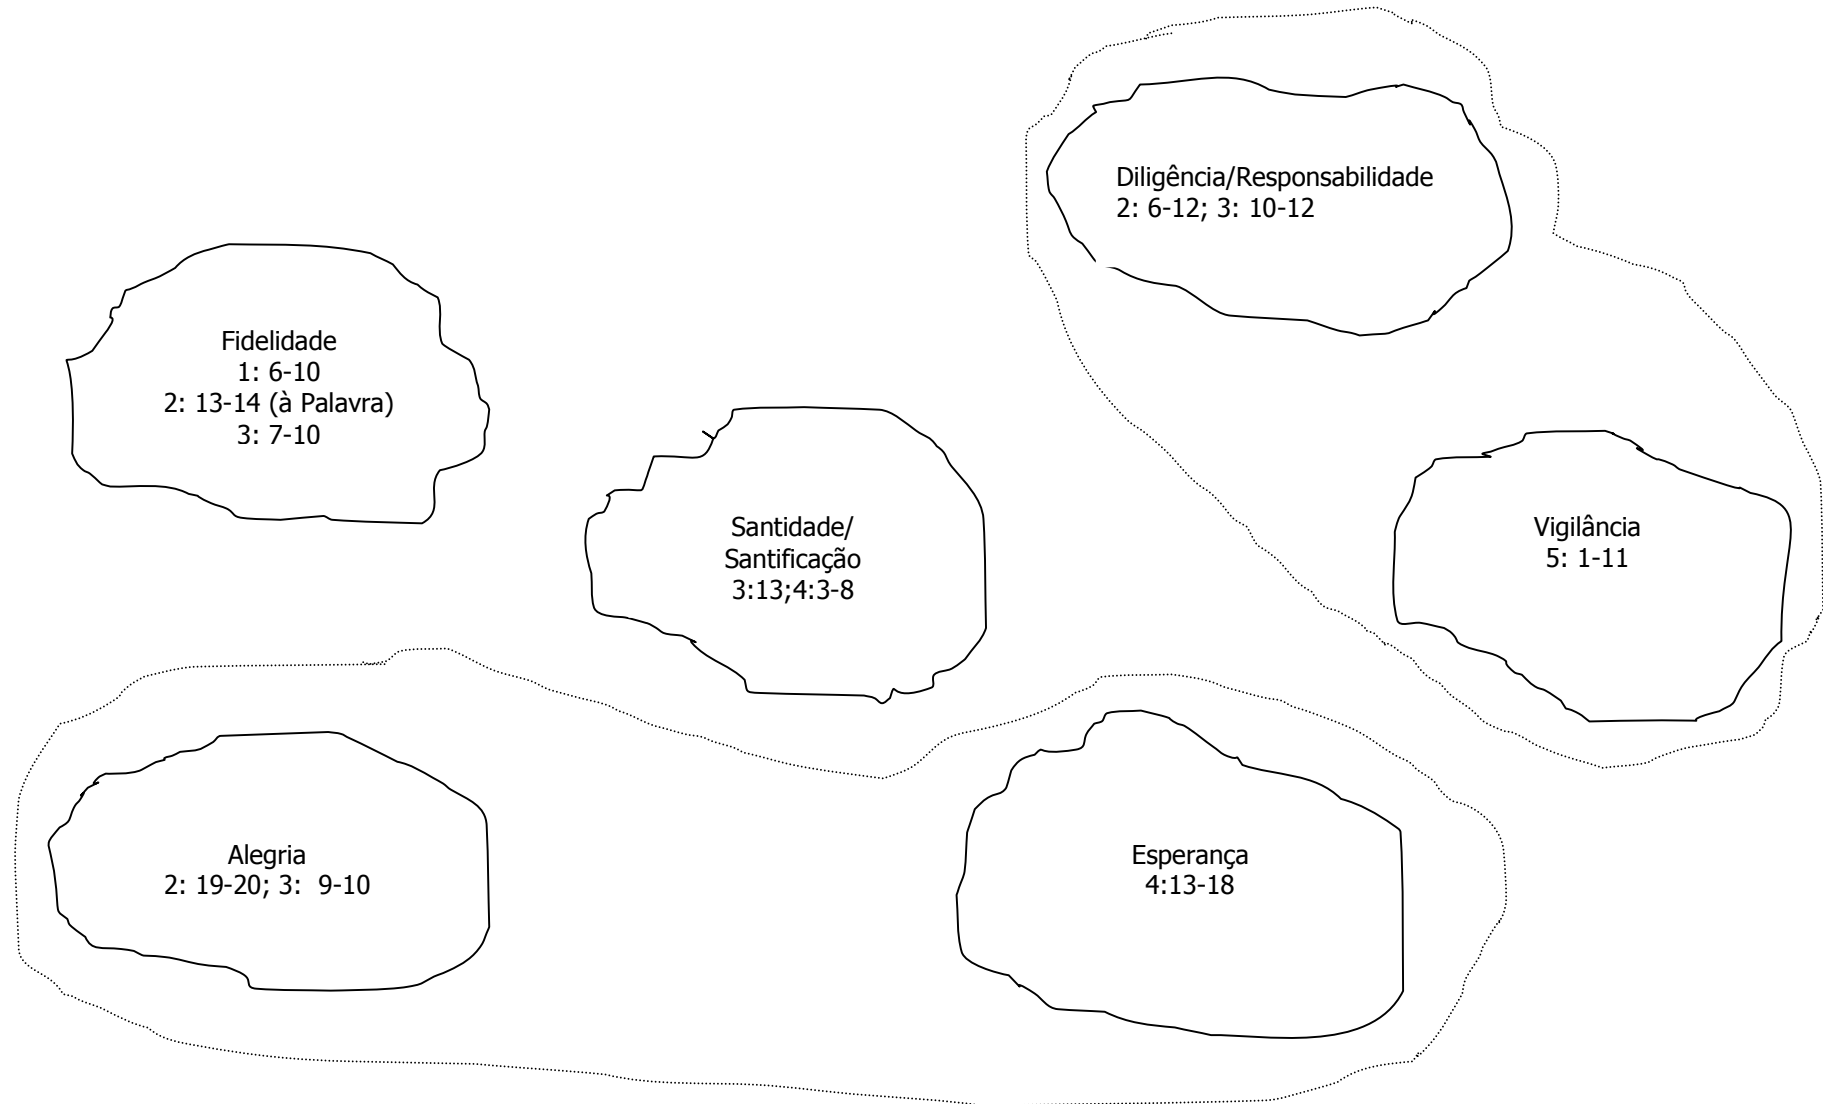 Diligência/Responsabilidade
2: 6-12; 3: 10-12
Fidelidade
1: 6-10
2: 13-14 (à Palavra)
3: 7-10
Santidade/
Santificação
3:13;4:3-8
Vigilância
5: 1-11
Alegria
2: 19-20; 3:  9-10
Esperança
4:13-18